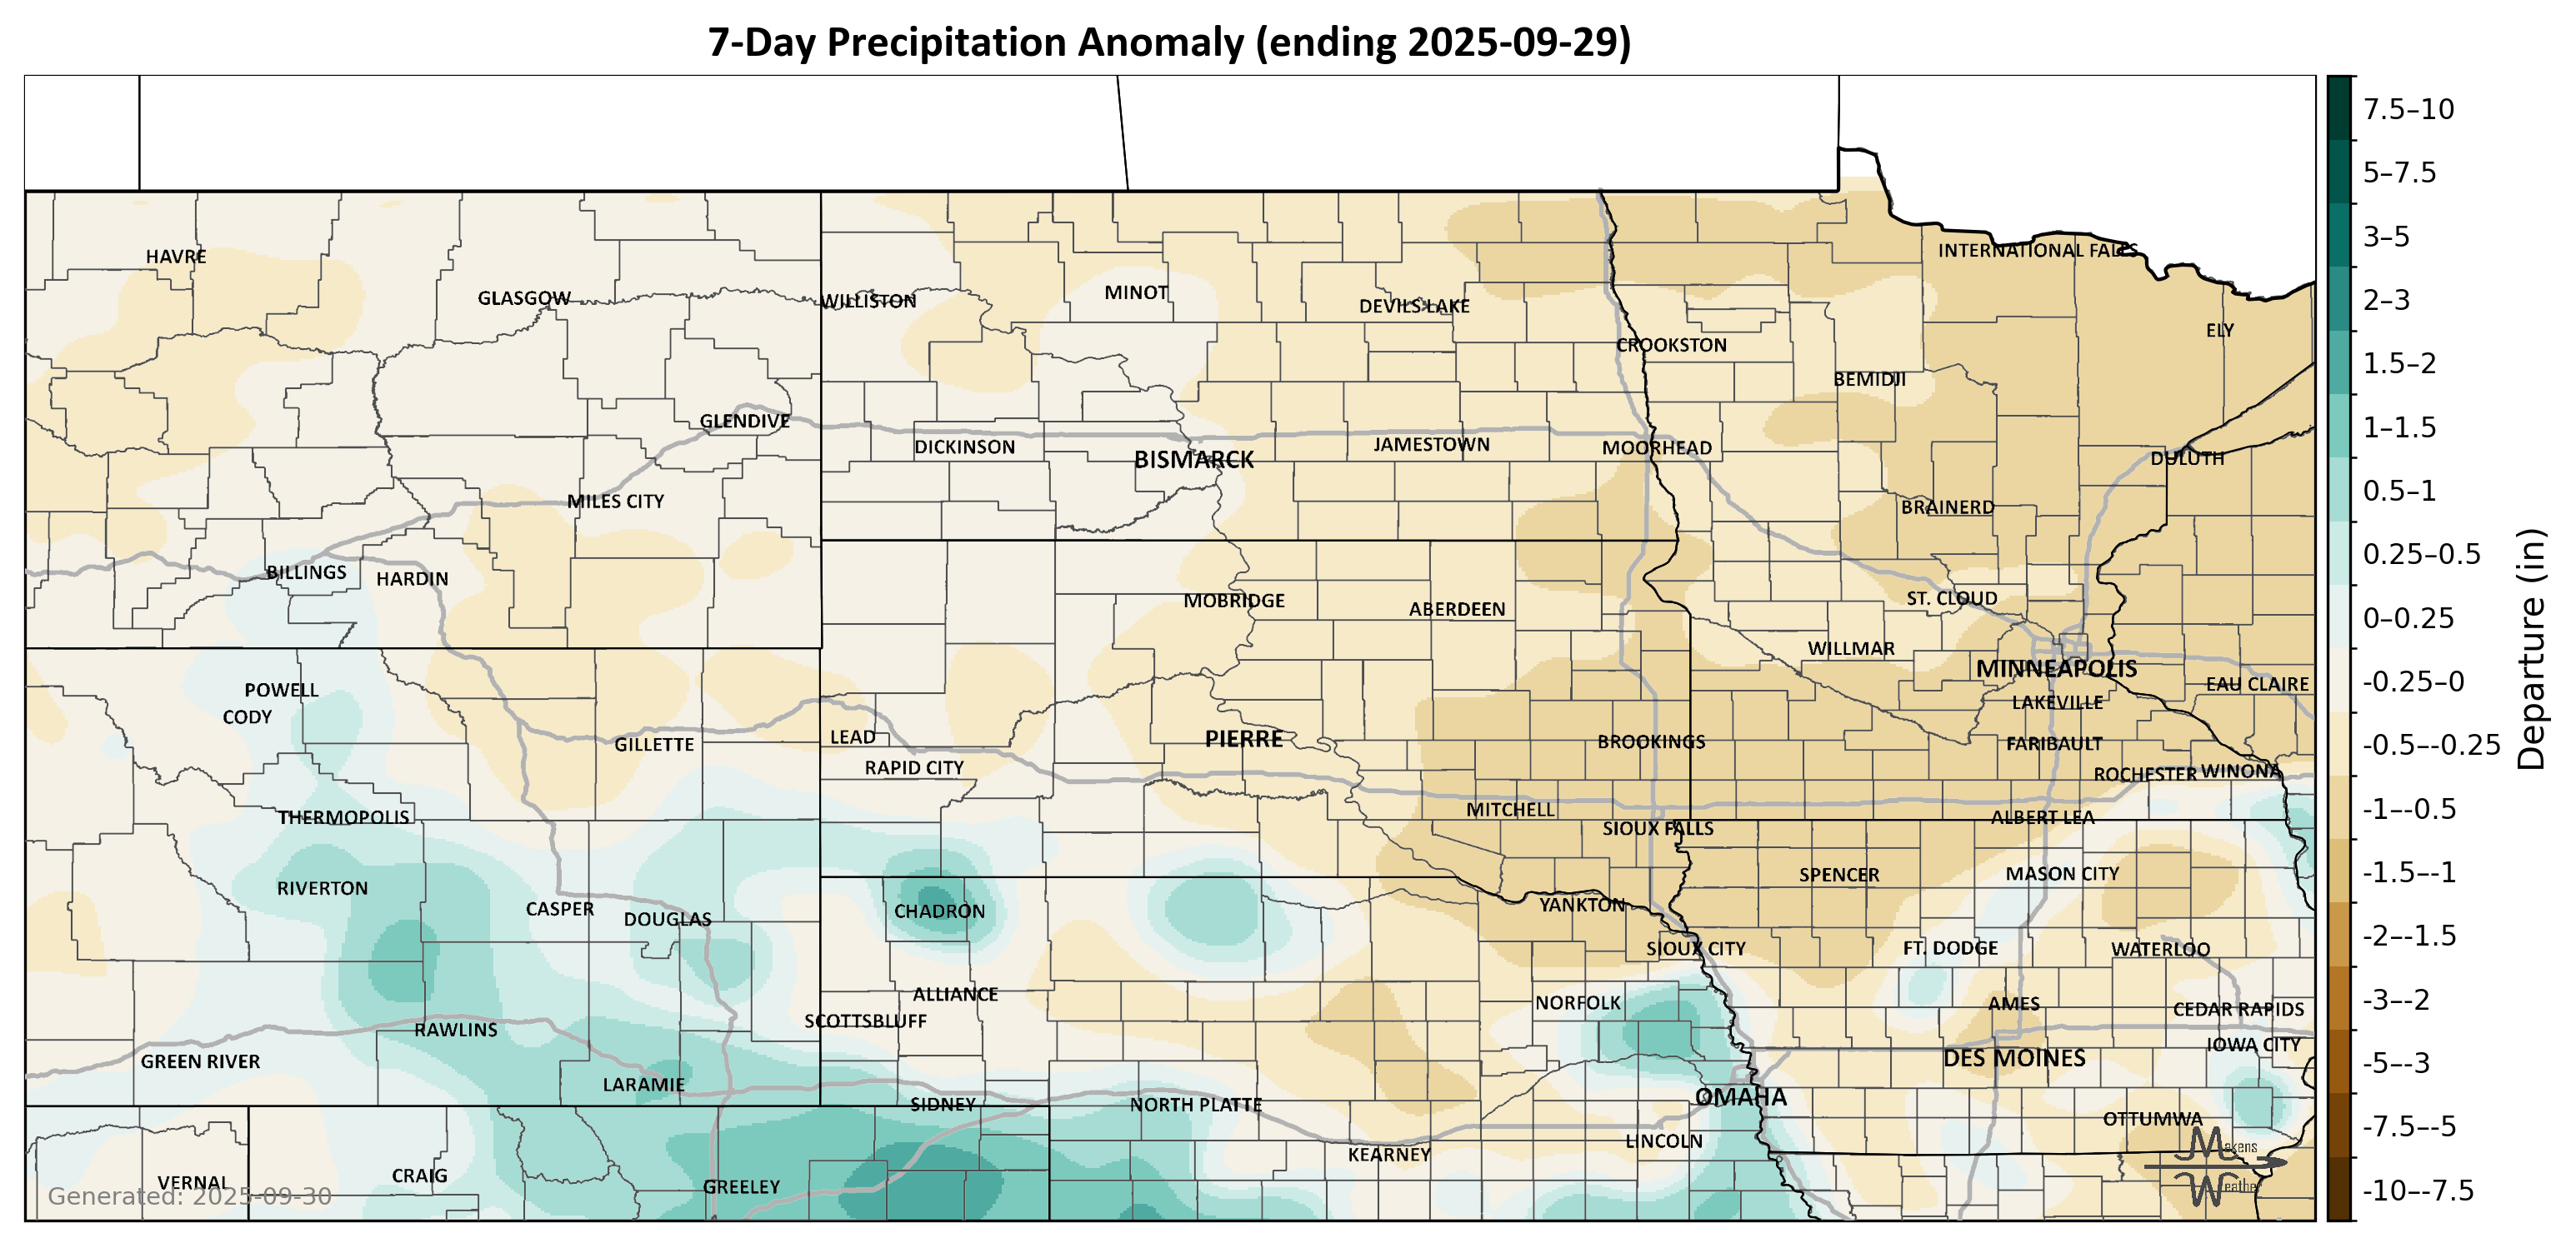 7-Day Precipitation Anomaly (ending 2025-09-29)
HAVRE
GLASGOW
WILLISTON
MINOT
DEVILS LAKE
INTERNATIONAL FALLS
ELY
CROOKSTON
BEMIDJI
GLENDIVE
DICKINSON
BISMARCK
JAMESTOWN
MOORHEAD
DULUTH
MILES CITY
BRAINERD
BILLINGS
HARDIN
MOBRIDGE
ABERDEEN
ST. CLOUD
WILLMAR
MINNEAPOLIS
EAU CLAIRE
POWELL
CODY
LAKEVILLE
GILLETTE
LEAD
PIERRE
BROOKINGS
FARIBAULT
RAPID CITY
ROCHESTER
WINONA
THERMOPOLIS
MITCHELL
SIOUX FALLS
ALBERT LEA
RIVERTON
CASPER
DOUGLAS
CHADRON
YANKTON
SPENCER
MASON CITY
SIOUX CITY
FT. DODGE
WATERLOO
ALLIANCE
NORFOLK
AMES
CEDAR RAPIDS
SCOTTSBLUFF
RAWLINS
GREEN RIVER
IOWA CITY
DES MOINES
LARAMIE
SIDNEY
NORTH PLATTE
OMAHA
OTTUMWA
LINCOLN
KEARNEY
VERNAL
CRAIG
GREELEY
Generated: 2025-09-30
Makens
Weather
7.5–10
5–7.5
3–5
2–3
1.5–2
1–1.5
0.5–1
0.25–0.5
0–0.25
-0.25–0
-0.5–-0.25
-1–-0.5
-1.5–-1
-2–-1.5
-3–-2
-5–-3
-7.5–-5
-10–-7.5
Departure (in)